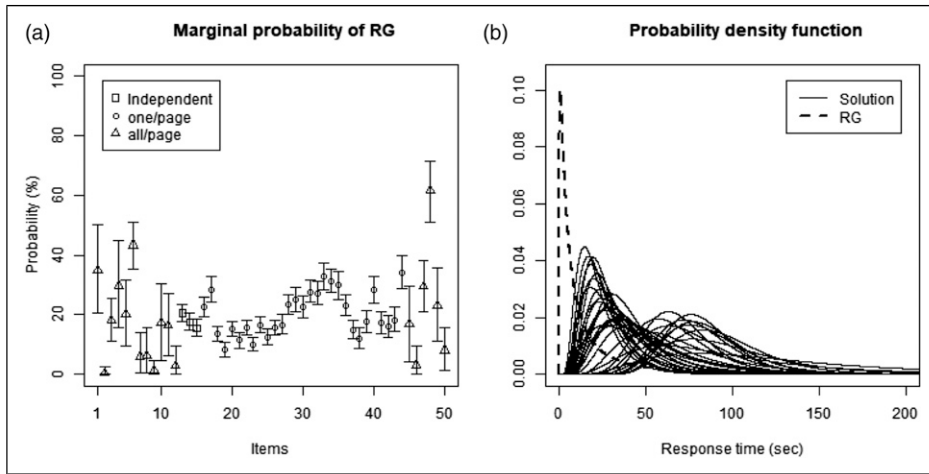 (a) Marginal probability of RG
Independent
one/page
all/page
100
80
60
40
20
0
Probability (%)
1 10 20 30 40 50
Items
(b) Probability density function
Solution
RG
0.10
0.08
0.06
0.04
0.02
0.00
0 50 100 150 200
Response time (sec)